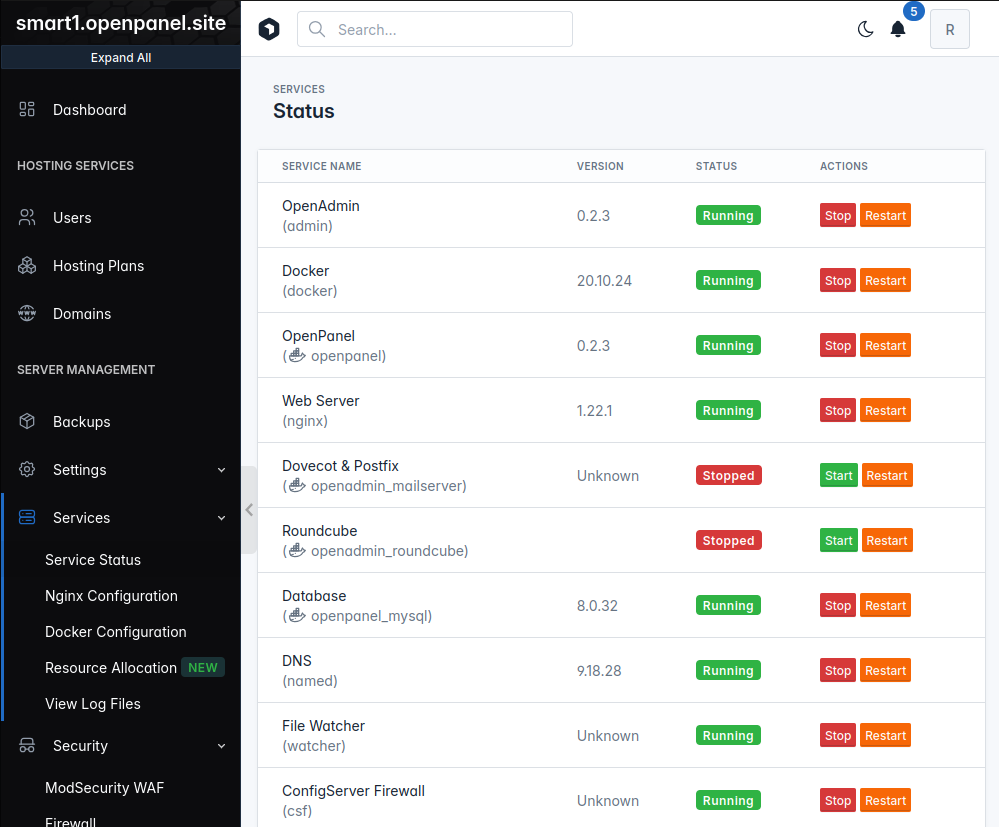 smart1.openpanel.site
Expand All
Dashboard
HOSTING SERVICES
Users
Hosting Plans
Domains
SERVER MANAGEMENT
Backups
Settings
Services
Service Status
Nginx Configuration
Docker Configuration
Resource Allocation NEW
View Log Files
Security
ModSecurity WAF
Firewall
Search...
5
R
SERVICES
Status
SERVICE NAME VERSION STATUS ACTIONS
OpenAdmin
(admin) 0.2.3 Running Stop Restart
Docker
(docker) 20.10.24 Running Stop Restart
OpenPanel
(openpanel) 0.2.3 Running Stop Restart
Web Server
(nginx) 1.22.1 Running Stop Restart
Dovecot & Postfix
(openadmin_mailserver) Unknown Stopped Start Restart
Roundcube
(openadmin_roundcube) Stopped Start Restart
Database
(openpanel_mysql) 8.0.32 Running Stop Restart
DNS
(named) 9.18.28 Running Stop Restart
File Watcher
(watcher) Unknown Running Stop Restart
ConfigServer Firewall
(csf) Unknown Running Stop Restart